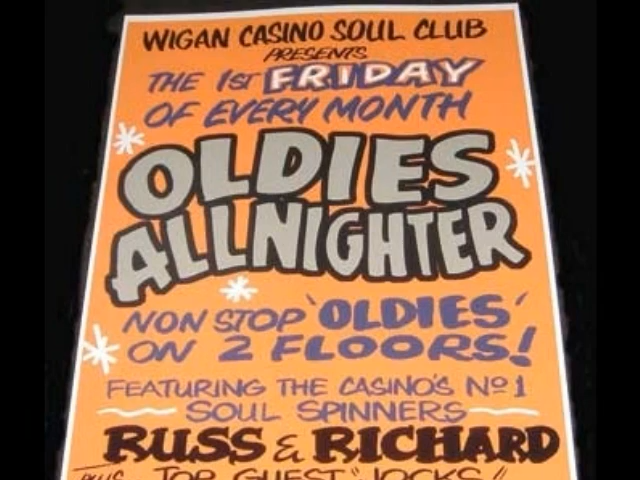 WIGAN CASINO SOUL CLUB
PRESENTS
THE 1ST FRIDAY
OF EVERY MONTH
OLDIES
ALLNIGHTER
NON STOP 'OLDIES'
ON 2 FLOORS!
FEATURING THE CASINO'S No 1
SOUL SPINNERS
RUSS & RICHARD
PLUS TOP GUEST "JOCKS"